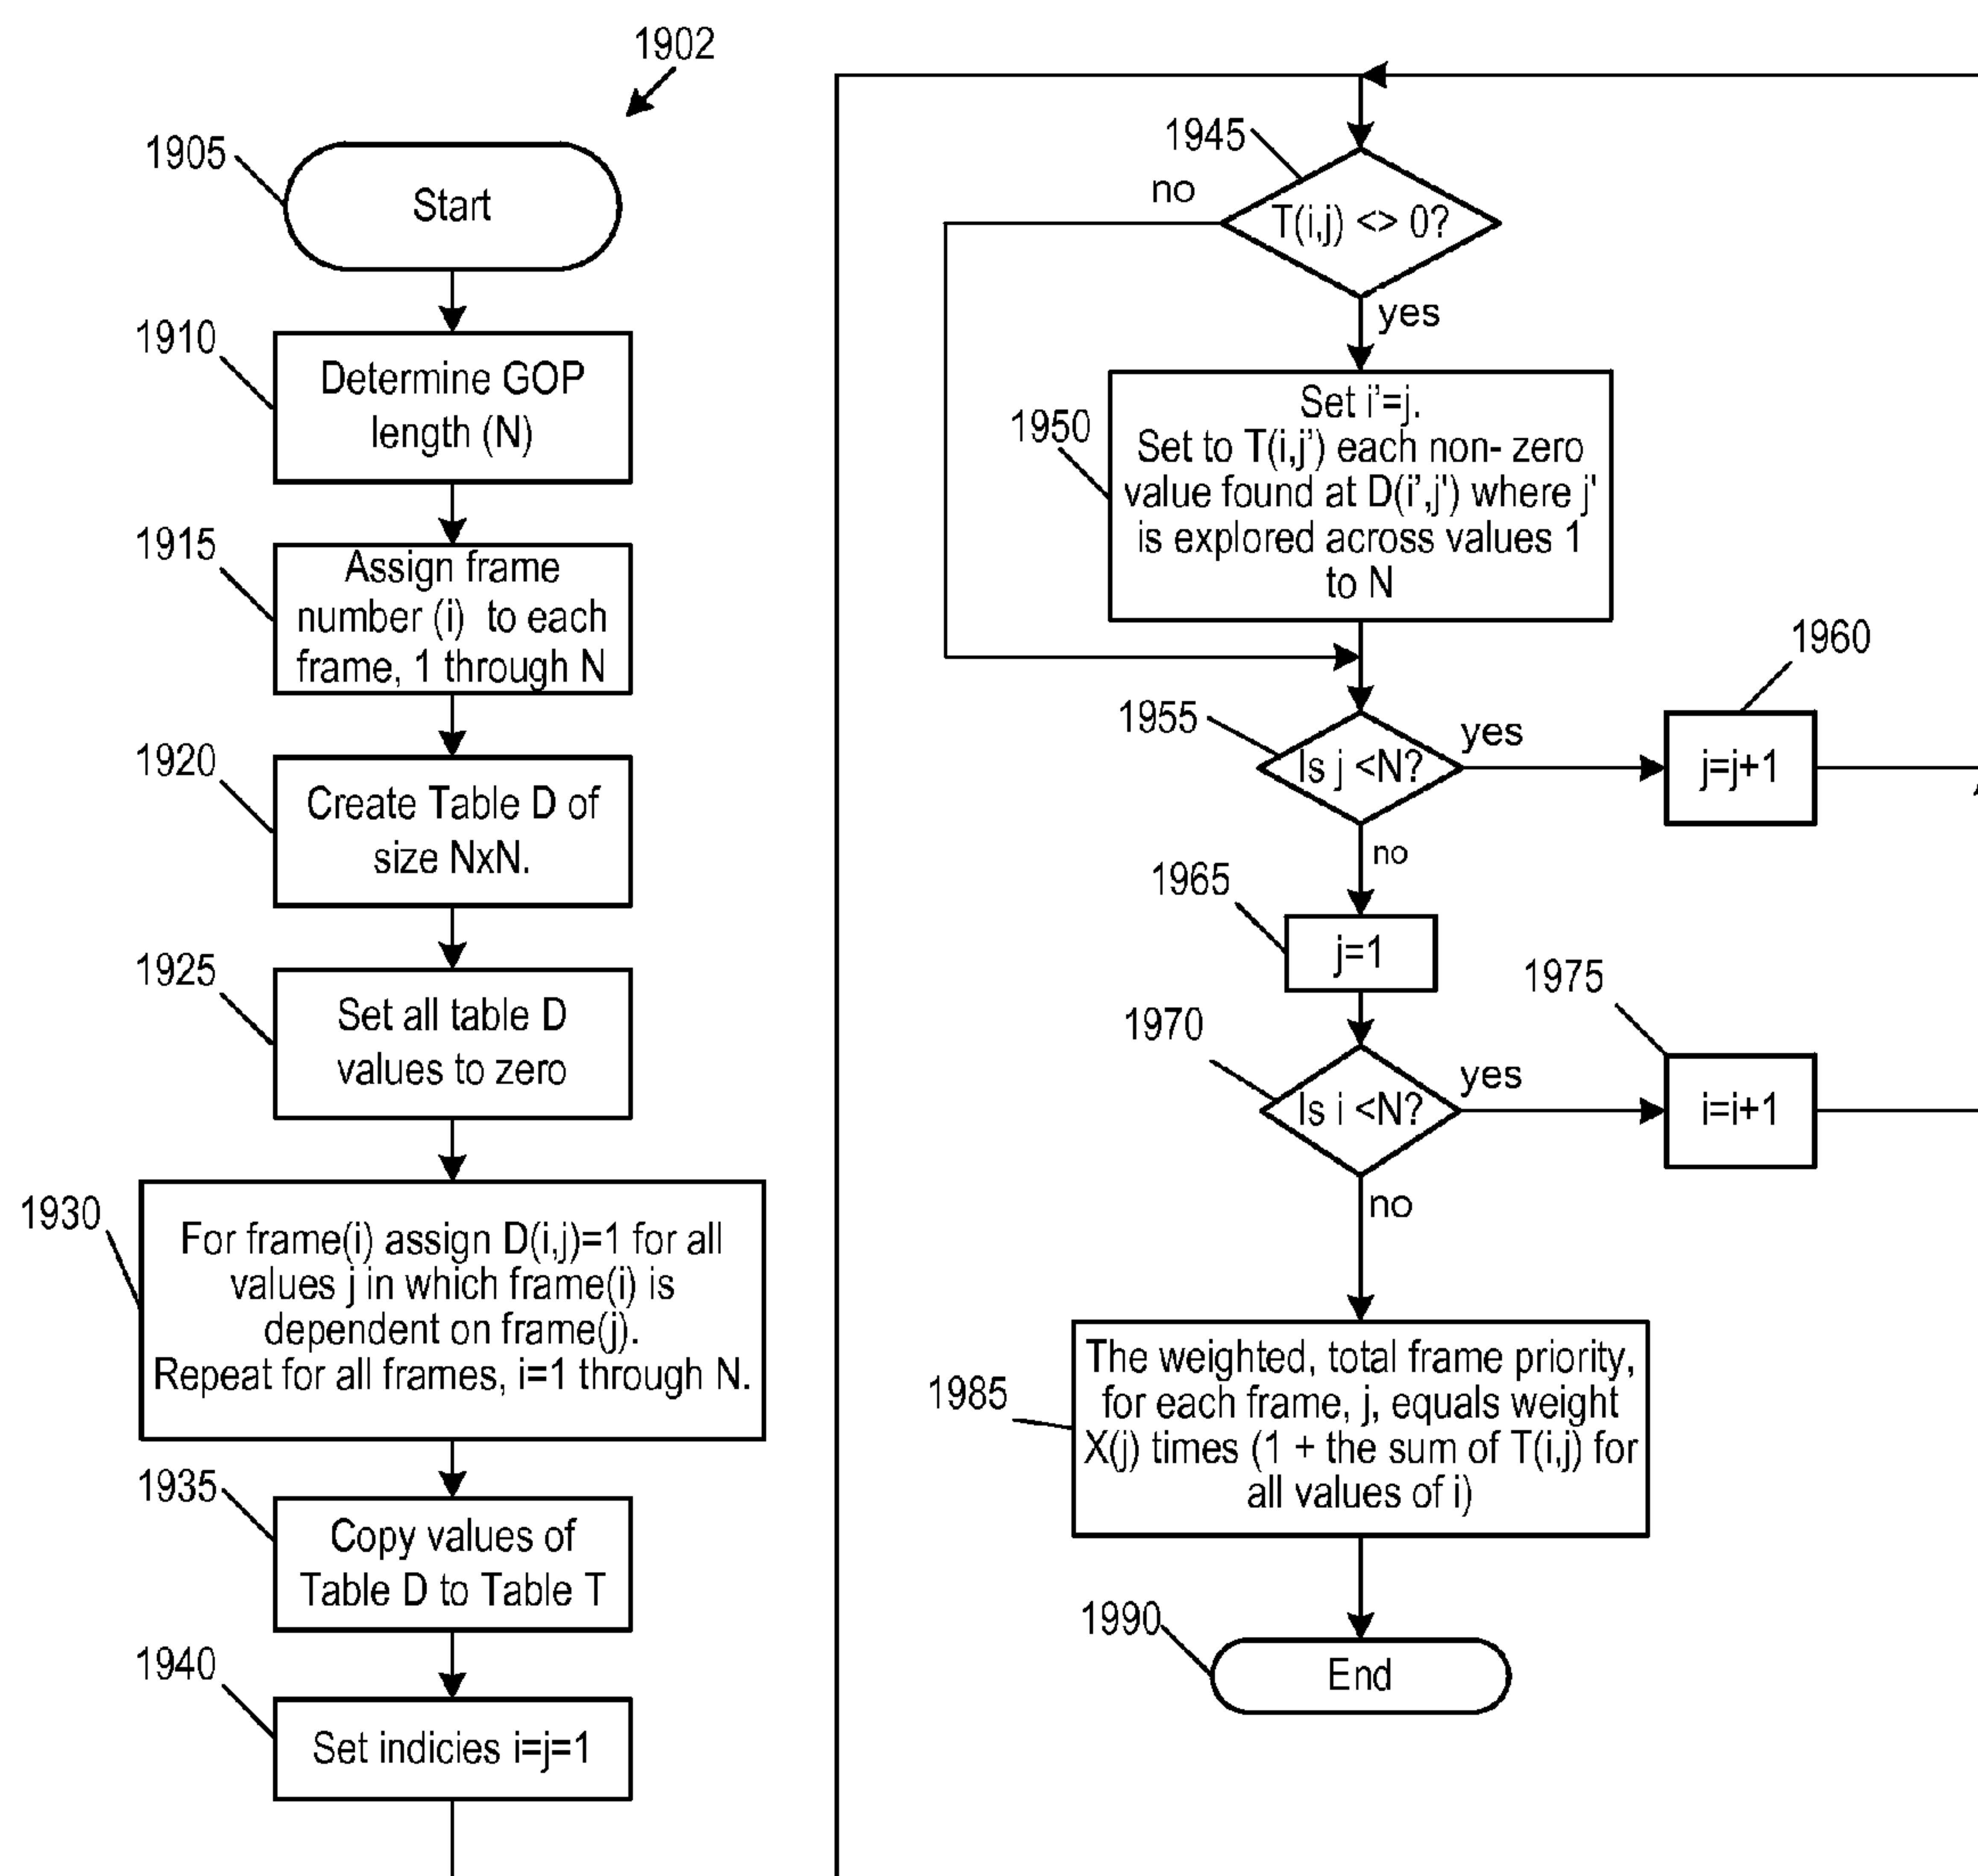 1902
1905
Start
1910
Determine GOP
length (N)
1915
Assign frame
number (i) to each
frame, 1 through N
1920
Create Table D of
size NxN.
1925
Set all table D
values to zero
1930
For frame(i) assign D(i,j)=1 for all
values j in which frame(i) is
dependent on frame(j).
Repeat for all frames, i=1 through N.
1935
Copy values of
Table D to Table T
1940
Set indicies i=j=1
1945
no
T(i,j) <> 0?
yes
1950
Set i'=j.
Set to T(i,j') each non- zero
value found at D(i',j') where j'
is explored across values 1
to N
1955
Is j <N?
yes
1960
j=j+1
no
1965
j=1
1970
Is i <N?
yes
1975
i=i+1
no
1985
The weighted, total frame priority,
for each frame, j, equals weight
X(j) times (1 + the sum of T(i,j) for
all values of i)
1990
End